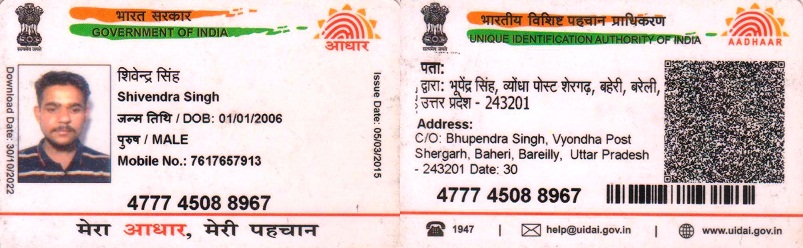 भारत सरकार
GOVERNMENT OF INDIA
आधार
शिवेन्द्र सिंह
Shivendra Singh
जन्म तिथि / DOB: 01/01/2006
पुरुष / MALE
Mobile No.: 7617657913
Download Date: 30/10/2022
Issue Date: 05/03/2015
4777 4508 8967
मेरा आधार, मेरी पहचान
भारतीय विशिष्ट पहचान प्राधिकरण
UNIQUE IDENTIFICATION AUTHORITY OF INDIA
AADHAAR
पता:
द्वारा: भूपेंद्र सिंह, व्योंधा पोस्ट शेरगढ़, बहेरी, बरेली,
उत्तर प्रदेश - 243201
Address:
C/O: Bhupendra Singh, Vyondha Post
Shergarh, Baheri, Bareilly, Uttar Pradesh
- 243201 Date: 30
4777 4508 8967
1947 | help@uidai.gov.in | www.uidai.gov.in